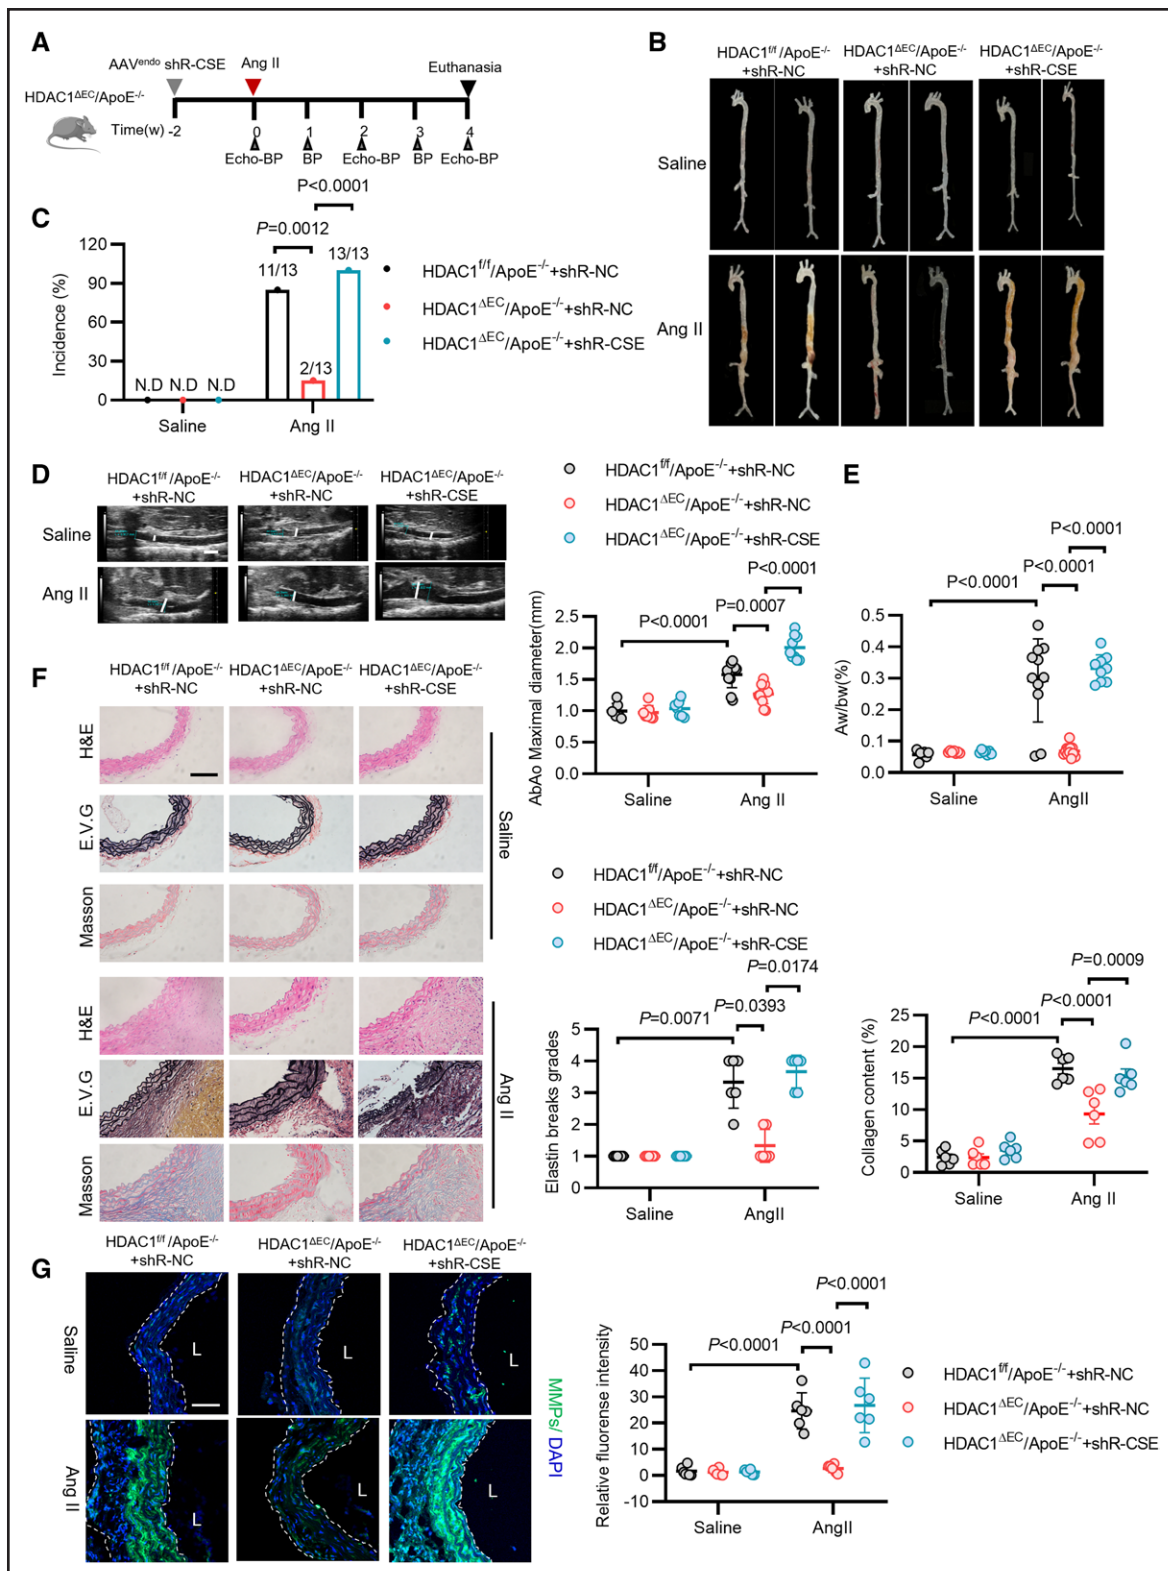 A
AAVendo shR-CSE
Ang II
Euthanasia
HDAC1ΔEC/ApoE-/-
Time(w) -2 0 1 2 3 4
Echo-BP BP Echo-BP BP Echo-BP
B
HDAC1f/f/ApoE-/- +shR-NC
HDAC1ΔEC/ApoE-/- +shR-NC
HDAC1ΔEC/ApoE-/- +shR-CSE
Saline
Ang II
C
P<0.0001
P=0.0012
Incidence (%)
120
90
60
30
0
11/13
2/13
13/13
N.D N.D N.D
Saline Ang II
HDAC1f/f/ApoE-/-+shR-NC
HDAC1ΔEC/ApoE-/-+shR-NC
HDAC1ΔEC/ApoE-/-+shR-CSE
D
HDAC1f/f/ApoE-/- +shR-NC
HDAC1ΔEC/ApoE-/- +shR-NC
HDAC1ΔEC/ApoE-/- +shR-CSE
Saline
Ang II
HDAC1f/f/ApoE-/-+shR-NC
HDAC1ΔEC/ApoE-/-+shR-NC
HDAC1ΔEC/ApoE-/-+shR-CSE
P<0.0001
P=0.0007
P<0.0001
AbAo Maximal diameter(mm)
2.5
2.0
1.5
1.0
0.5
0.0
Saline Ang II
E
P<0.0001
P<0.0001
P<0.0001
Aw/bw(%)
0.5
0.4
0.3
0.2
0.1
0.0
Saline AngII
F
HDAC1f/f/ApoE-/- +shR-NC
HDAC1ΔEC/ApoE-/- +shR-NC
HDAC1ΔEC/ApoE-/- +shR-CSE
H&E
E.V.G
Masson
Saline
H&E
E.V.G
Masson
Ang II
HDAC1f/f/ApoE-/-+shR-NC
HDAC1ΔEC/ApoE-/-+shR-NC
HDAC1ΔEC/ApoE-/-+shR-CSE
P=0.0174
P=0.0393
P=0.0071
Elastin breaks grades
5
4
3
2
1
0
Saline AngII
P=0.0009
P<0.0001
P<0.0001
Collagen content (%)
25
20
15
10
5
0
Saline Ang II
G
HDAC1f/f/ApoE-/- +shR-NC
HDAC1ΔEC/ApoE-/- +shR-NC
HDAC1ΔEC/ApoE-/- +shR-CSE
Saline
L L L
Ang II
L L L
MMPs/ DAPI
P<0.0001
P<0.0001
P<0.0001
Relative fluorense intensity
50
40
30
20
10
0
-10
Saline AngII
HDAC1f/f/ApoE-/-+shR-NC
HDAC1ΔEC/ApoE-/-+shR-NC
HDAC1ΔEC/ApoE-/-+shR-CSE